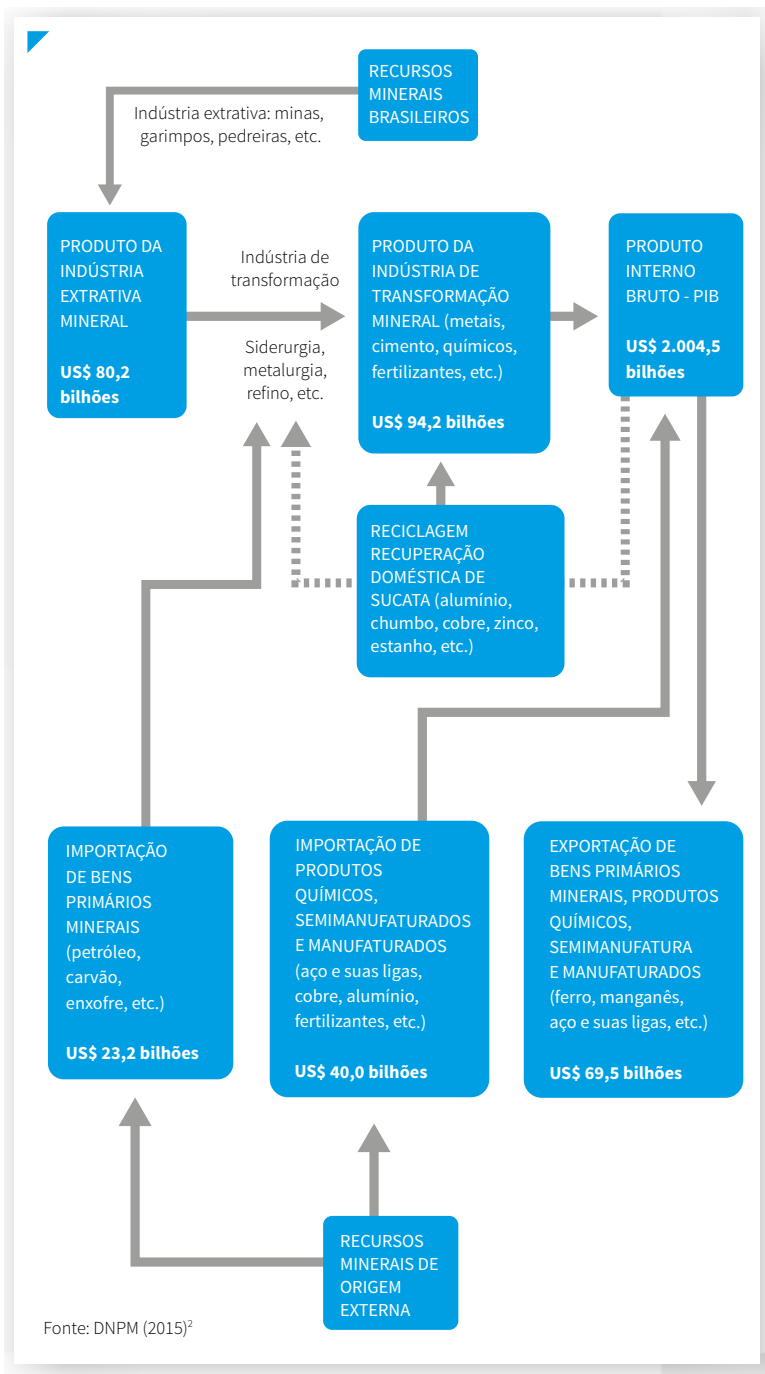 RECURSOS
MINERAIS
BRASILEIROS
Indústria extrativa: minas,
garimpos, pedreiras, etc.
PRODUTO DA
INDÚSTRIA
EXTRATIVA
MINERAL
US$ 80,2
bilhões
Indústria de
transformação
Siderurgia,
metalurgia,
refino, etc.
PRODUTO DA
INDÚSTRIA DE
TRANSFORMAÇÃO
MINERAL (metais,
cimento, químicos,
fertilizantes, etc.)
US$ 94,2 bilhões
PRODUTO
INTERNO
BRUTO - PIB
US$ 2.004,5
bilhões
RECICLAGEM
RECUPERAÇÃO
DOMÉSTICA DE
SUCATA (alumínio,
chumbo, cobre, zinco,
estanho, etc.)
IMPORTAÇÃO
DE BENS
PRIMÁRIOS
MINERAIS
(petróleo,
carvão,
enxofre, etc.)
US$ 23,2 bilhões
IMPORTAÇÃO DE
PRODUTOS
QUÍMICOS,
SEMIMANUFATURADOS
E MANUFATURADOS
(aço e suas ligas,
cobre, alumínio,
fertilizantes, etc.)
US$ 40,0 bilhões
EXPORTAÇÃO DE
BENS PRIMÁRIOS
MINERAIS, PRODUTOS
QUÍMICOS,
SEMIMANUFATURA
E MANUFATURADOS
(ferro, manganês,
aço e suas ligas, etc.)
US$ 69,5 bilhões
RECURSOS
MINERAIS DE
ORIGEM
EXTERNA
Fonte: DNPM (2015)²